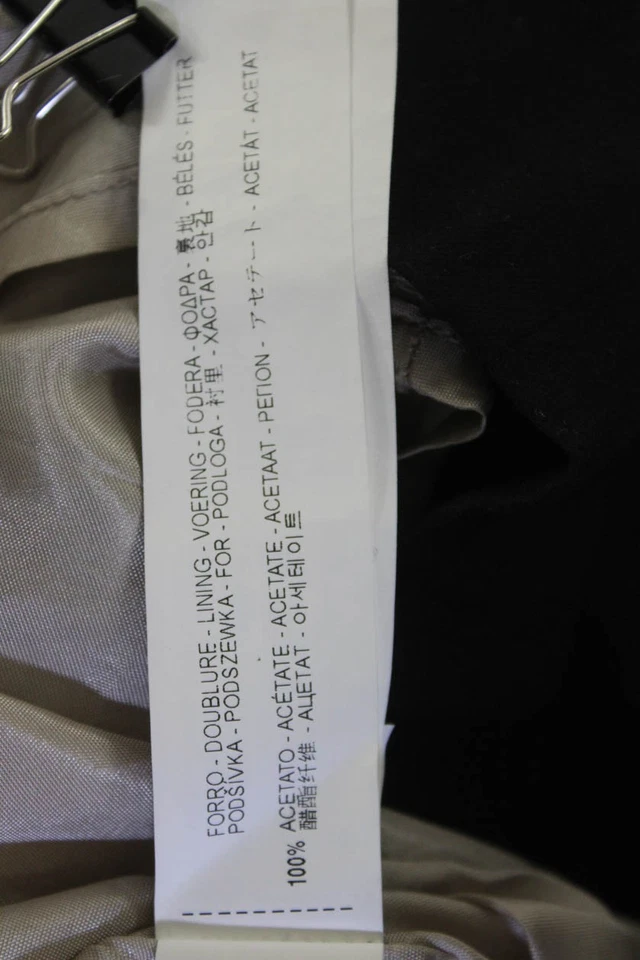 FORRO - DOUBLURE - LINING - VOERING - FODERA - ΦΟΔΡΑ - 裏地 - BÉLÉS - FUTTER
PODŠÍVKA - PODSZEWKA - FOR - PODLOGA - 衬里 - ХАСТАР - 안감
100% ACETATO - ACÉTATE - ACETATE - ACETAAT - ΡΕΓΙΟΝ - アセテート - ACETÁT - ACETAT
醋酯纤维 - АЦЕТАТ - 아세테이트